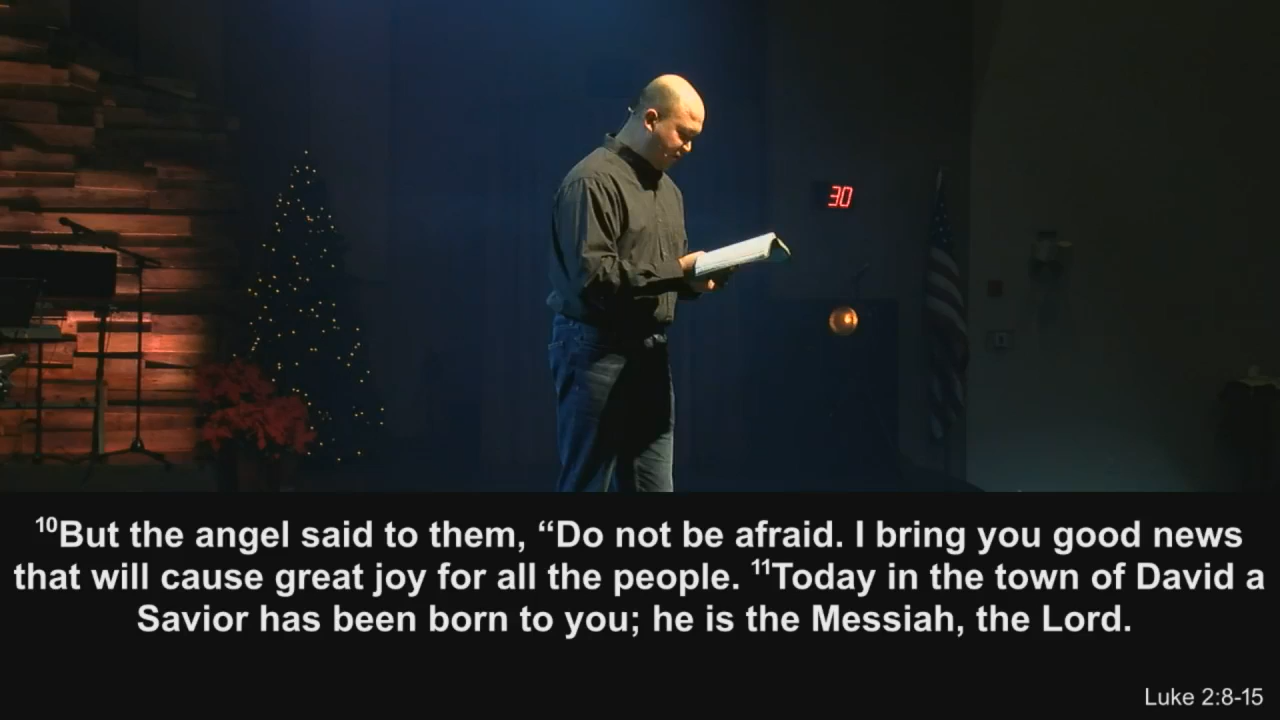 30
¹⁰But the angel said to them, “Do not be afraid. I bring you good news
that will cause great joy for all the people. ¹¹Today in the town of David a
Savior has been born to you; he is the Messiah, the Lord.
Luke 2:8-15